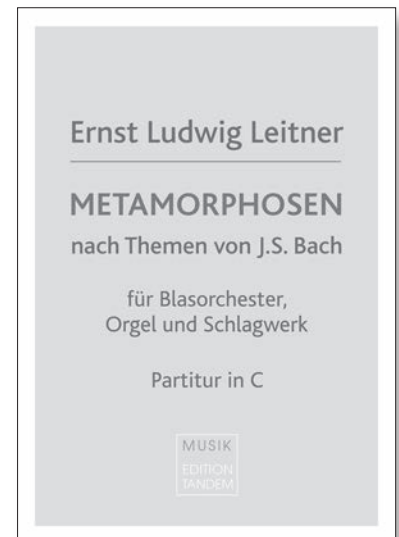 Ernst Ludwig Leitner
METAMORPHOSEN
nach Themen von J.S. Bach
für Blasorchester,
Orgel und Schlagwerk
Partitur in C
MUSIK
EDITION
TANDEM